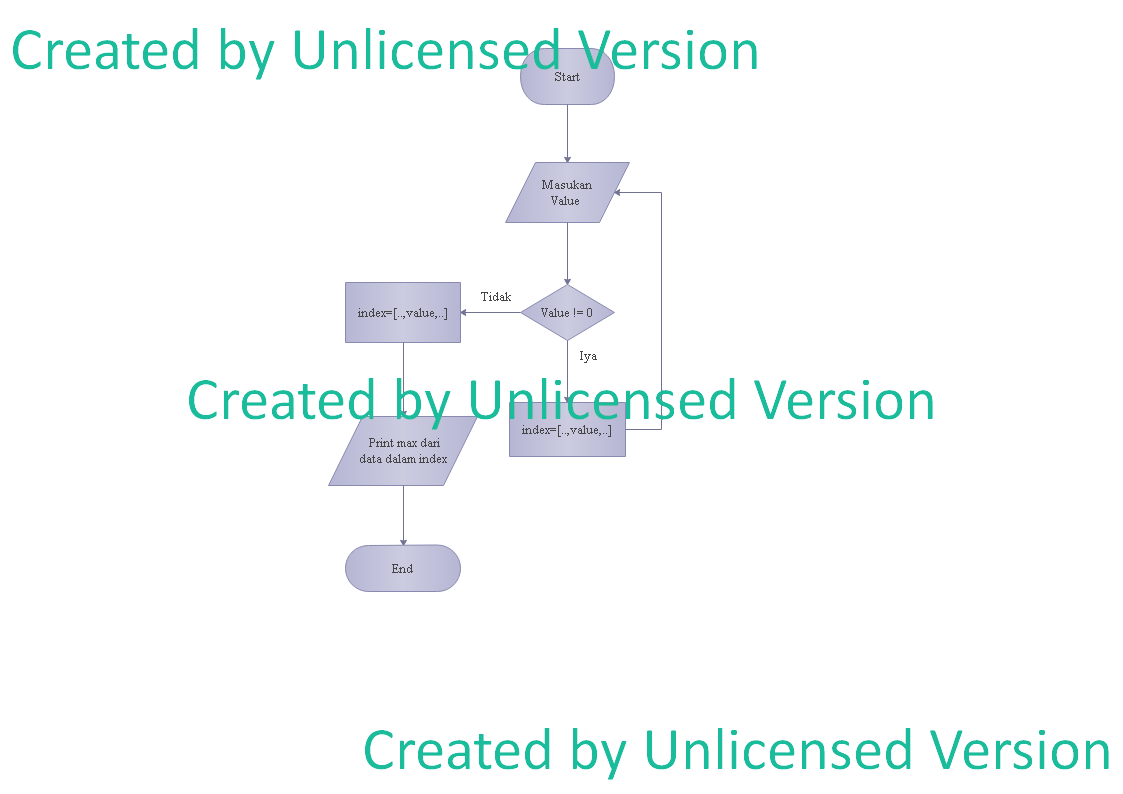 Created by Unlicensed Version
Start
Masukan
Value
Tidak
index=[..,value,..]
Value != 0
Iya
Created by Unlicensed Version
index=[..,value,..]
Print max dari
data dalam index
End
Created by Unlicensed Version